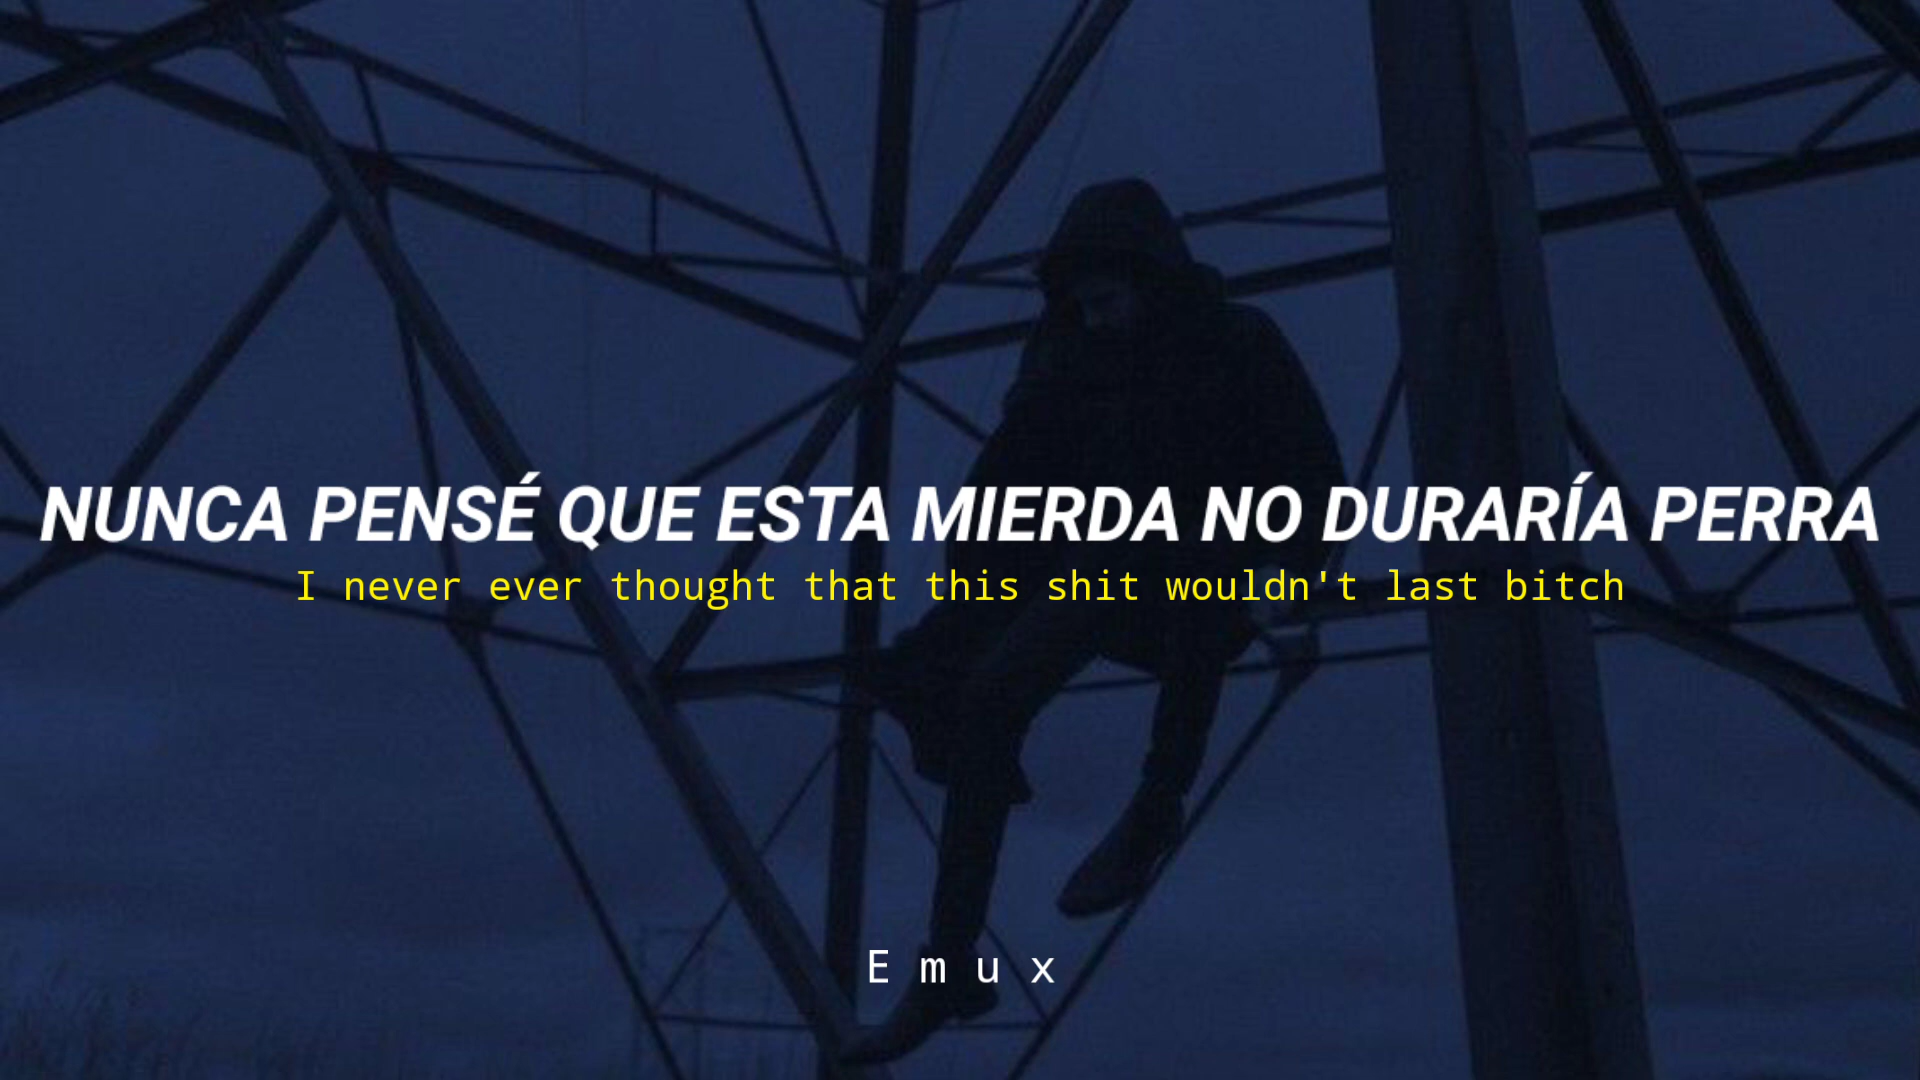 NUNCA PENSÉ QUE ESTA MIERDA NO DURARÍA PERRA
I never ever thought that this shit wouldn't last bitch
E m u x